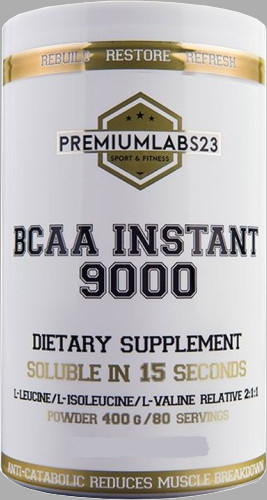 REBUILD RESTORE REFRESH
PREMIUMLABS23
SPORT & FITNESS
BCAA INSTANT
9000
DIETARY SUPPLEMENT
SOLUBLE IN 15 SECONDS
L-LEUCINE/L-ISOLEUCINE/L-VALINE RELATIVE 2:1:1
POWDER 400 G/80 SERVINGS
ANTI-CATABOLIC REDUCES MUSCLE BREAKDOWN